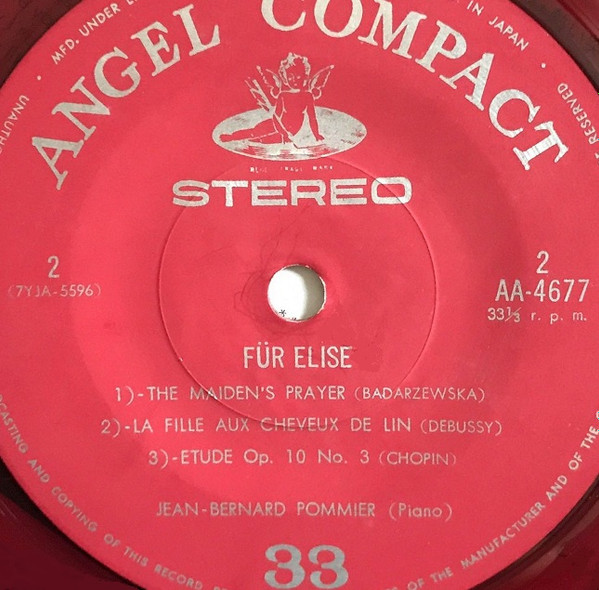 ANGEL COMPACT
MFD. UNDER
IN JAPAN
RESERVED
STEREO
2
(7YJA-5596)
2
AA-4677
33⅓ r. p. m.
FÜR ELISE
1)-THE MAIDEN'S PRAYER (BADARZEWSKA)
2)-LA FILLE AUX CHEVEUX DE LIN (DEBUSSY)
3)-ETUDE Op. 10 No. 3 (CHOPIN)
JEAN-BERNARD POMMIER (Piano)
33
AND COPYING OF THIS RECORD
OF THE MANUFACTURER AND OF THE